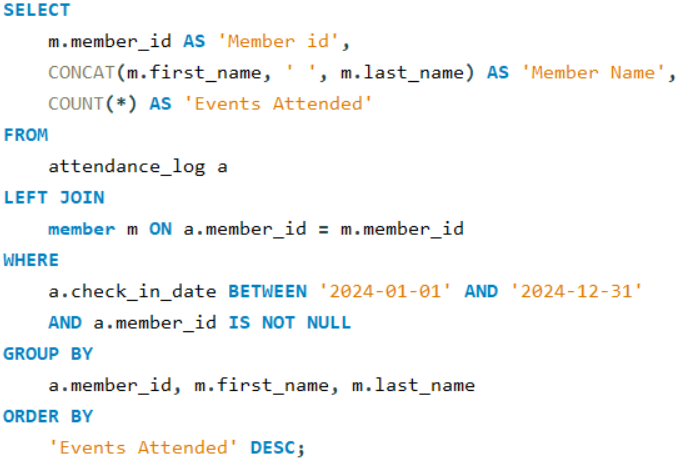 SELECT
    m.member_id AS 'Member id',
    CONCAT(m.first_name, ' ', m.last_name) AS 'Member Name',
    COUNT(*) AS 'Events Attended'
FROM
    attendance_log a
LEFT JOIN
    member m ON a.member_id = m.member_id
WHERE
    a.check_in_date BETWEEN '2024-01-01' AND '2024-12-31'
    AND a.member_id IS NOT NULL
GROUP BY
    a.member_id, m.first_name, m.last_name
ORDER BY
    'Events Attended' DESC;